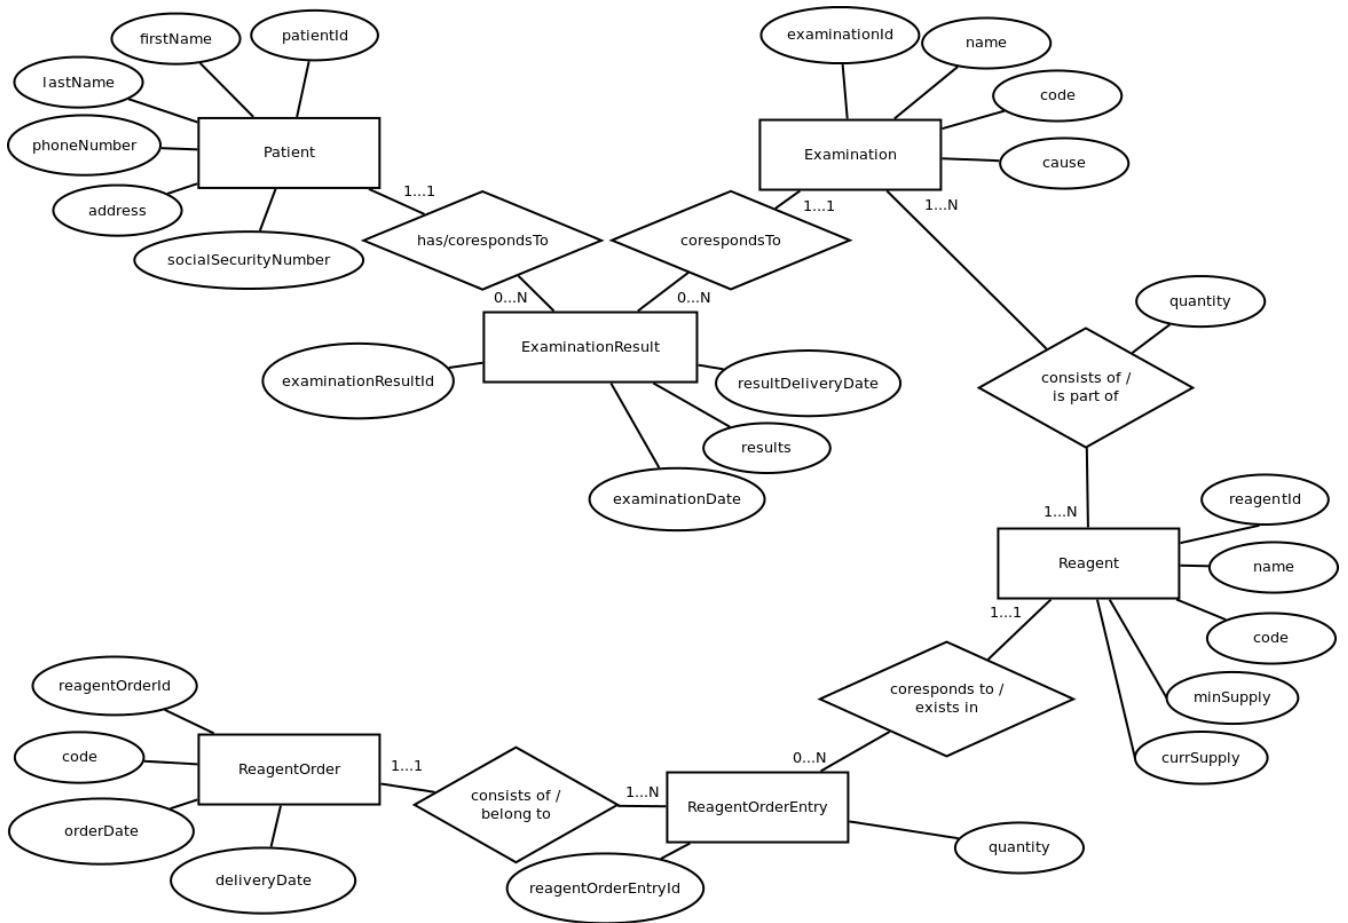 firstName
patientId
lastName
phoneNumber
Patient
address
socialSecurityNumber
1...1
has/corespondsTo
0...N
examinationId
name
code
Examination
cause
1...1
1...N
corespondsTo
0...N
ExaminationResult
examinationResultId
resultDeliveryDate
results
examinationDate
quantity
consists of /
is part of
1...N
reagentId
Reagent
name
code
minSupply
currSupply
1...1
coresponds to /
exists in
0...N
reagentOrderId
code
ReagentOrder
orderDate
deliveryDate
1...1
consists of /
belong to
1...N
ReagentOrderEntry
quantity
reagentOrderEntryId